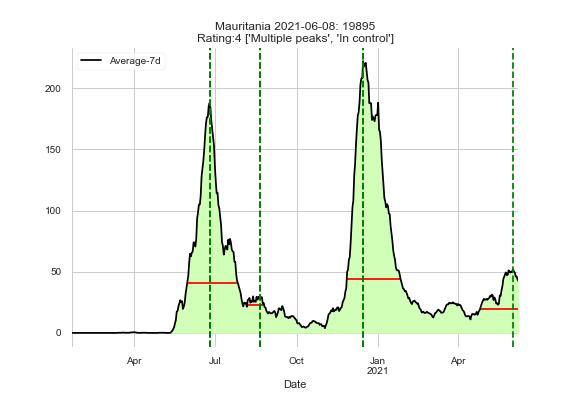 Mauritania 2021-06-08: 19895
Rating:4 ['Multiple peaks', 'In control']
Average-7d
200
150
100
50
0
Apr
Jul
Oct
Jan
2021
Apr
Date